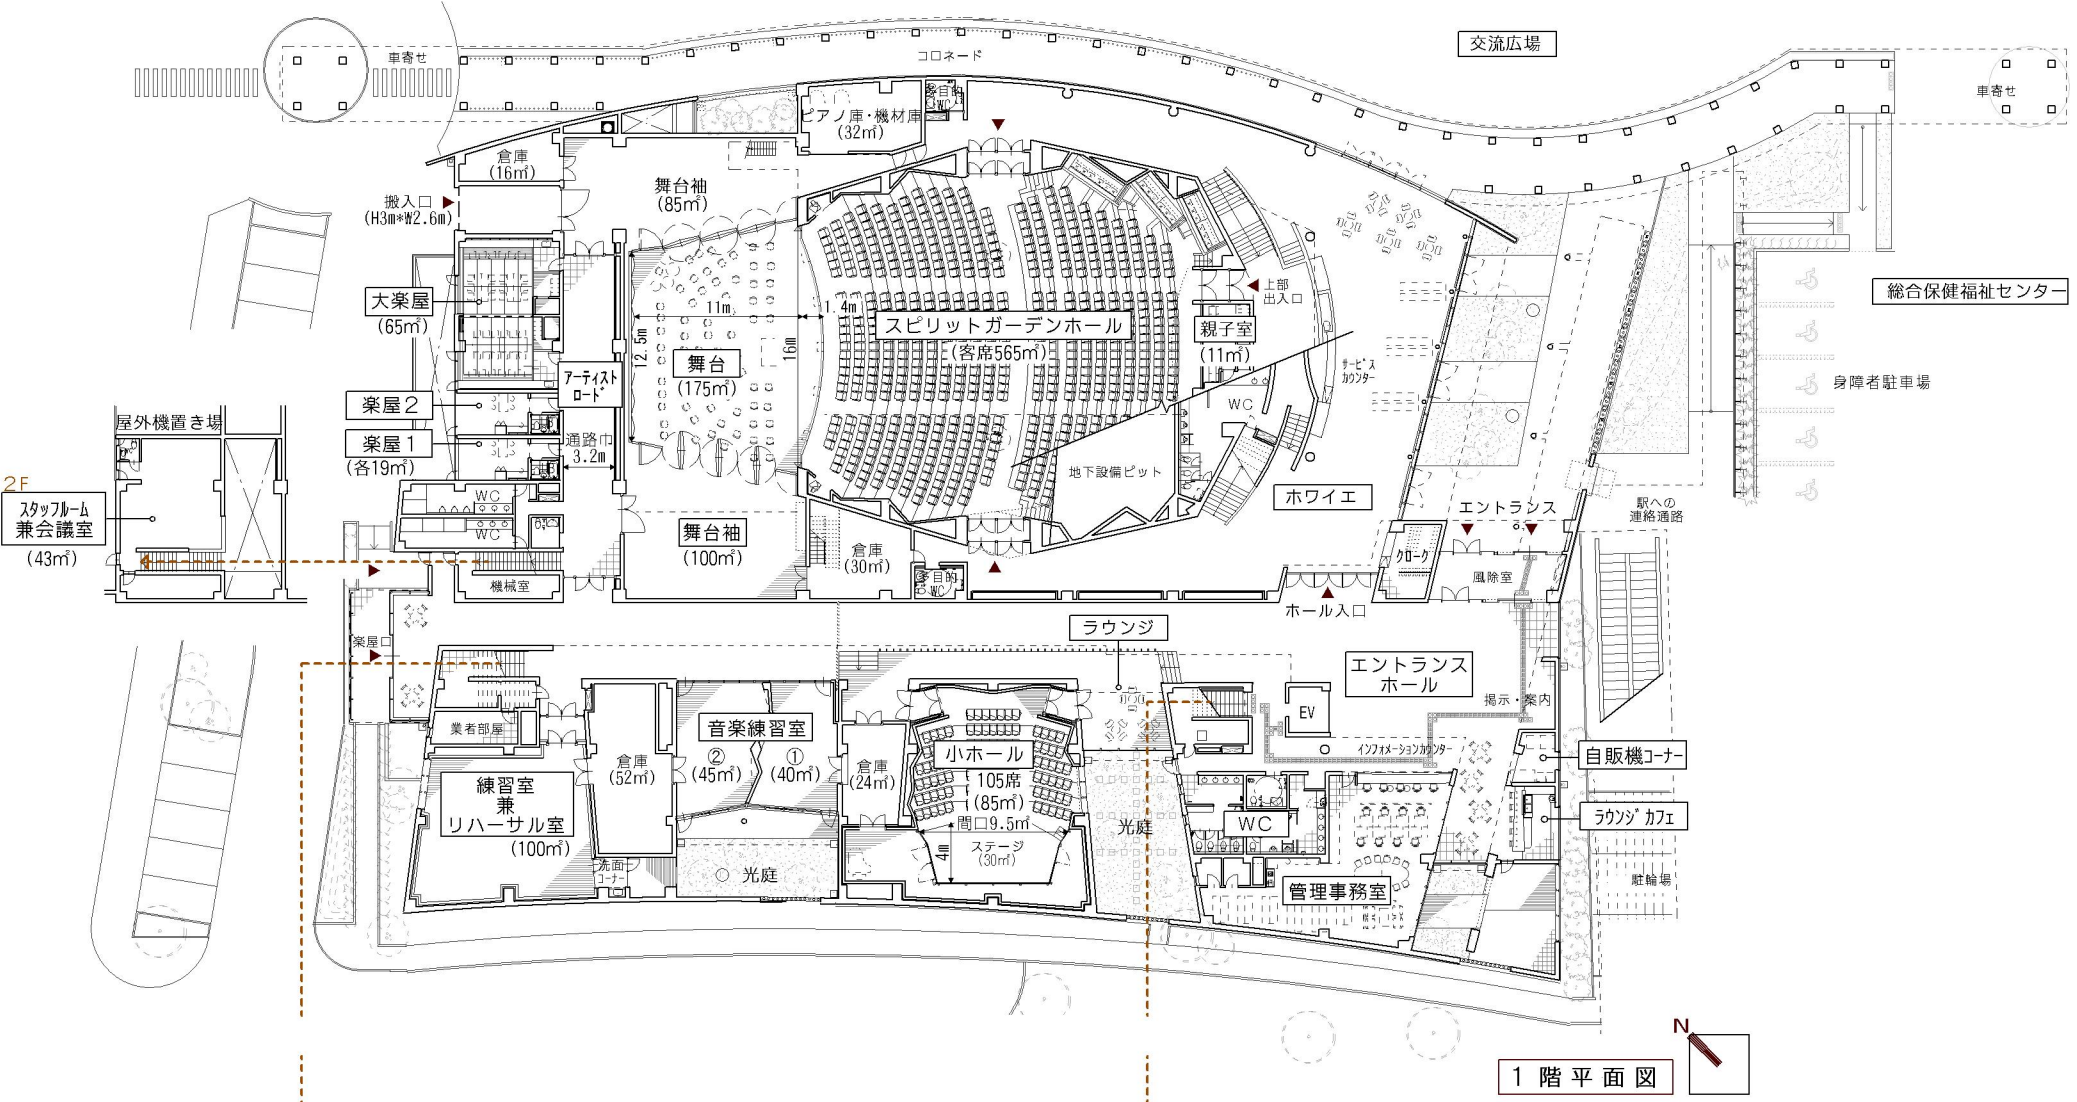 交流広場
車寄せ
コロネード
車寄せ
多目的
WC
ピアノ庫・機材庫
(32㎡)
倉庫
(16㎡)
舞台袖
(85㎡)
搬入口
(H3m*W2.6m)
上部
出入口
総合保健福祉センター
大楽屋
(65㎡)
11m
1.4m
スピリットガーデンホール
(客席565㎡)
親子室
(11㎡)
12.5m
16m
舞台
(175㎡)
アーティスト
ロード
サービス
カウンター
身障者駐車場
楽屋2
楽屋1
(各19㎡)
通路巾
3.2m
WC
地下設備ピット
屋外機置き場
2F
スタッフルーム
兼会議室
(43㎡)
WC
WC
機械室
舞台袖
(100㎡)
倉庫
(30㎡)
多目的
WC
ホワイエ
エントランス
駅への
連絡通路
クローク
風除室
ホール入口
ラウンジ
楽屋口
エントランス
ホール
掲示・案内
EV
インフォメーションカウンター
自販機コーナー
業者部屋
音楽練習室
②
(45㎡)
①
(40㎡)
倉庫
(52㎡)
倉庫
(24㎡)
小ホール
105席
(85㎡)
間口9.5㎡
4m
ステージ
(30㎡)
練習室
兼
リハーサル室
(100㎡)
洗面
コーナー
光庭
光庭
WC
ラウンジカフェ
管理事務室
駐輪場
N
1階平面図